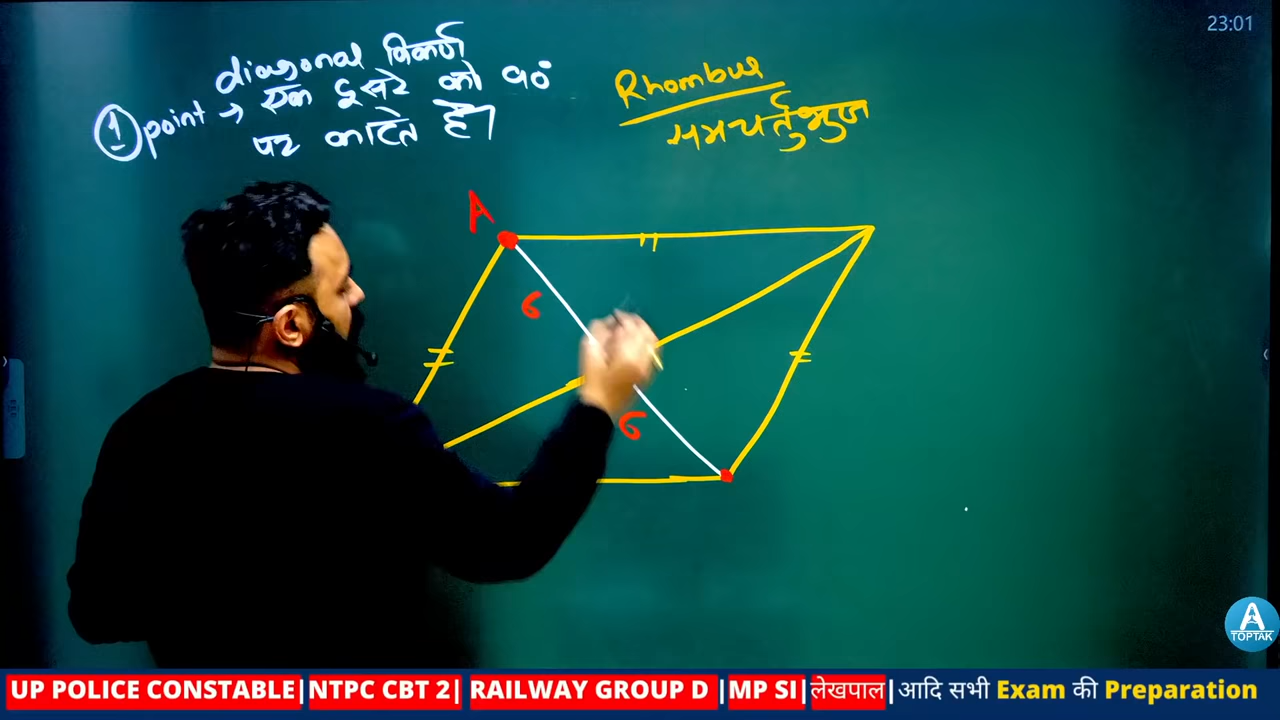 23:01
diagonal विकर्ण
① point → एक दूसरे को 90°
पर काटते है।
Rhombus
समचर्तुभुज
A
6
6
A
TOPTAK
UP POLICE CONSTABLE| NTPC CBT 2| RAILWAY GROUP D | MP SI| लेखपाल | आदि सभी Exam की Preparation